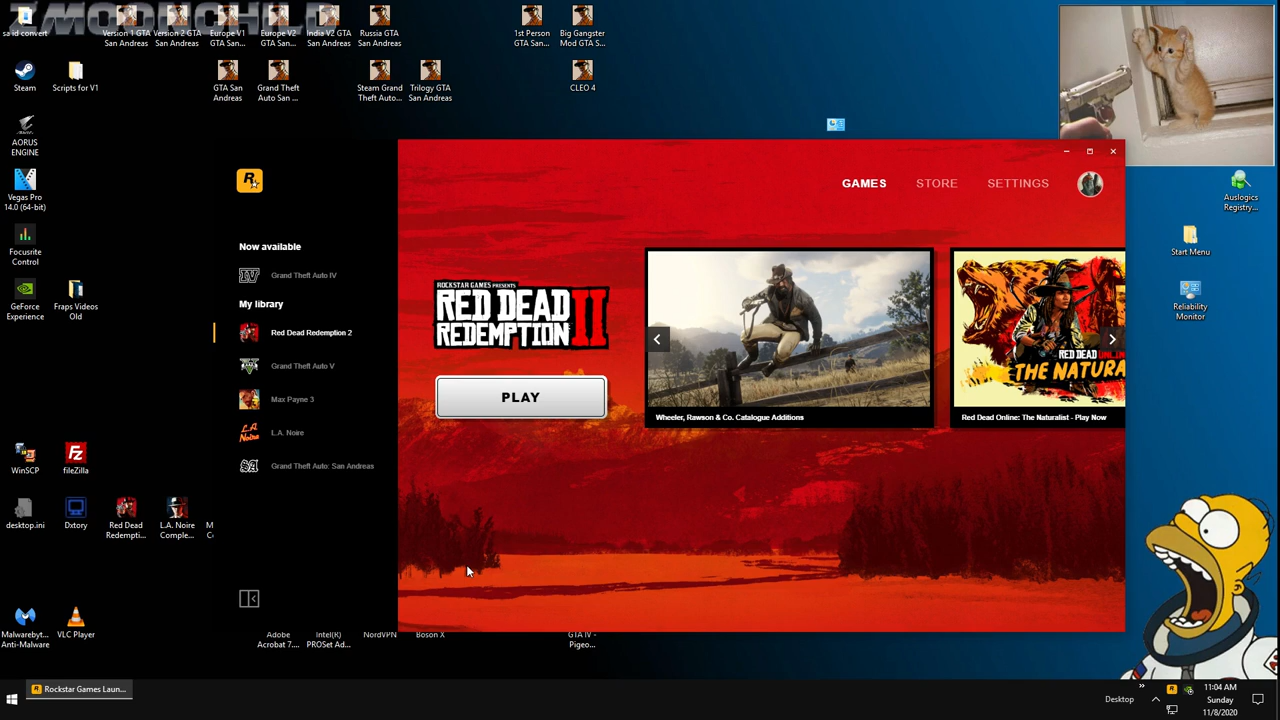 ZMOONCHILD
sa id convert
Version 1 GTA
San Andreas
Version 2 GTA
San Andreas
Europe V1
GTA San...
Europe V2
GTA San...
India V2 GTA
San Andreas
Russia GTA
San Andreas
1st Person
GTA San...
Big Gangster
Mod GTA S...
Steam
Scripts for V1
GTA San
Andreas
Grand Theft
Auto San ...
Steam Grand
Theft Auto...
Trilogy GTA
San Andreas
CLEO 4
AORUS
ENGINE
Vegas Pro
14.0 (64-bit)
Focusrite
Control
GeForce
Experience
Fraps Videos
Old
WinSCP
fileZilla
desktop.ini
Dxtory
Red Dead
Redempti...
L.A. Noire
Comple...
Malwarebyt...
Anti-Malware
VLC Player
Now available
Grand Theft Auto IV
My library
Red Dead Redemption 2
Grand Theft Auto V
Max Payne 3
L.A. Noire
Grand Theft Auto: San Andreas
GAMES
STORE
SETTINGS
ROCKSTAR GAMES PRESENTS
RED DEAD
REDEMPTION II
PLAY
Wheeler, Rawson & Co. Catalogue Additions
RED DEAD ONLINE
THE NATURA
Red Dead Online: The Naturalist - Play Now
Auslogics
Registry...
Start Menu
Reliability
Monitor
Adobe
Acrobat 7....
Intel(R)
PROSet Ad...
NordVPN
Boson X
GTA IV -
Pigeo...
Rockstar Games Laun...
Desktop
11:04 AM
Sunday
11/8/2020